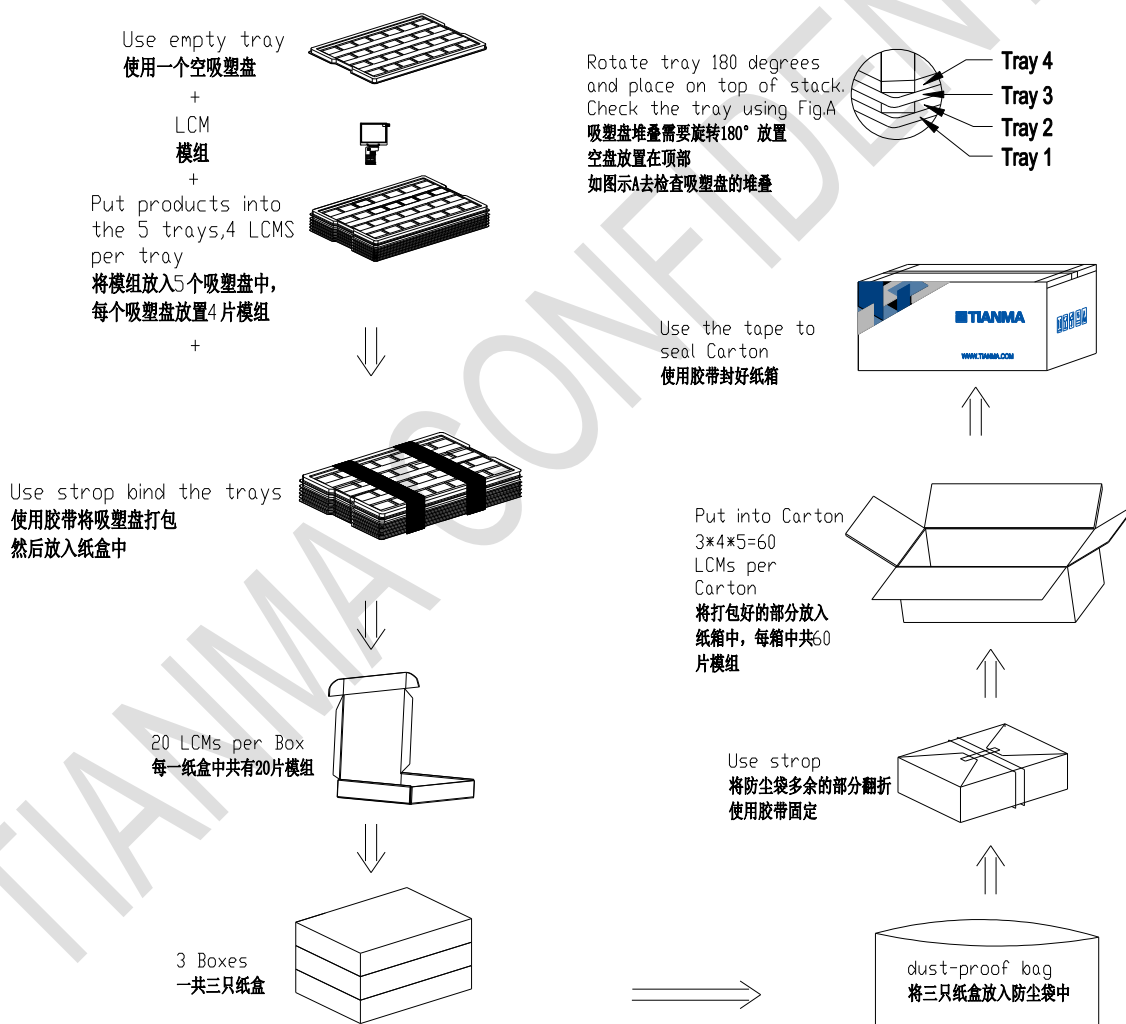 Use empty tray
使用一个空吸塑盘
+
LCM
模组
+
Put products into
the 5 trays,4 LCMS
per tray
将模组放入5个吸塑盘中，
每个吸塑盘放置4片模组
+
Use strop bind the trays
使用胶带将吸塑盘打包
然后放入纸盒中
20 LCMs per Box
每一纸盒中共有20片模组
3 Boxes
一共三只纸盒
dust-proof bag
将三只纸盒放入防尘袋中
Use strop
将防尘袋多余的部分翻折
使用胶带固定
Put into Carton
3*4*5=60
LCMs per
Carton
将打包好的部分放入
纸箱中，每箱中共60
片模组
Use the tape to
seal Carton
使用胶带封好纸箱
TIANMA
WWW.TIANMA.COM
Rotate tray 180 degrees
and place on top of stack.
Check the tray using Fig.A
吸塑盘堆叠需要旋转180°放置
空盘放置在顶部
如图示A去检查吸塑盘的堆叠
Tray 4
Tray 3
Tray 2
Tray 1
TIANMA CONFIDENT